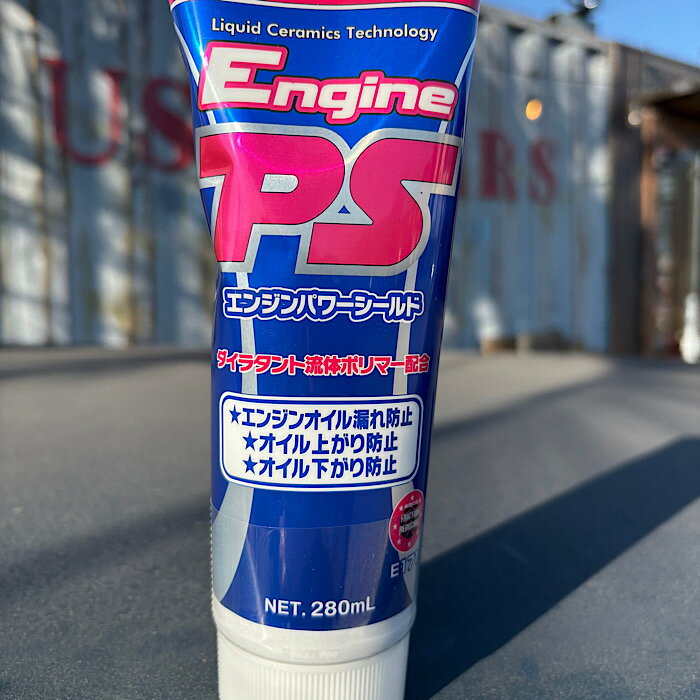 Liquid Ceramics Technology
Engine
PS
エンジンパワーシールド
ダイラタント流体ポリマー配合
★エンジンオイル漏れ防止
★オイル上がり防止
★オイル下がり防止
NET. 280mL
US
RS